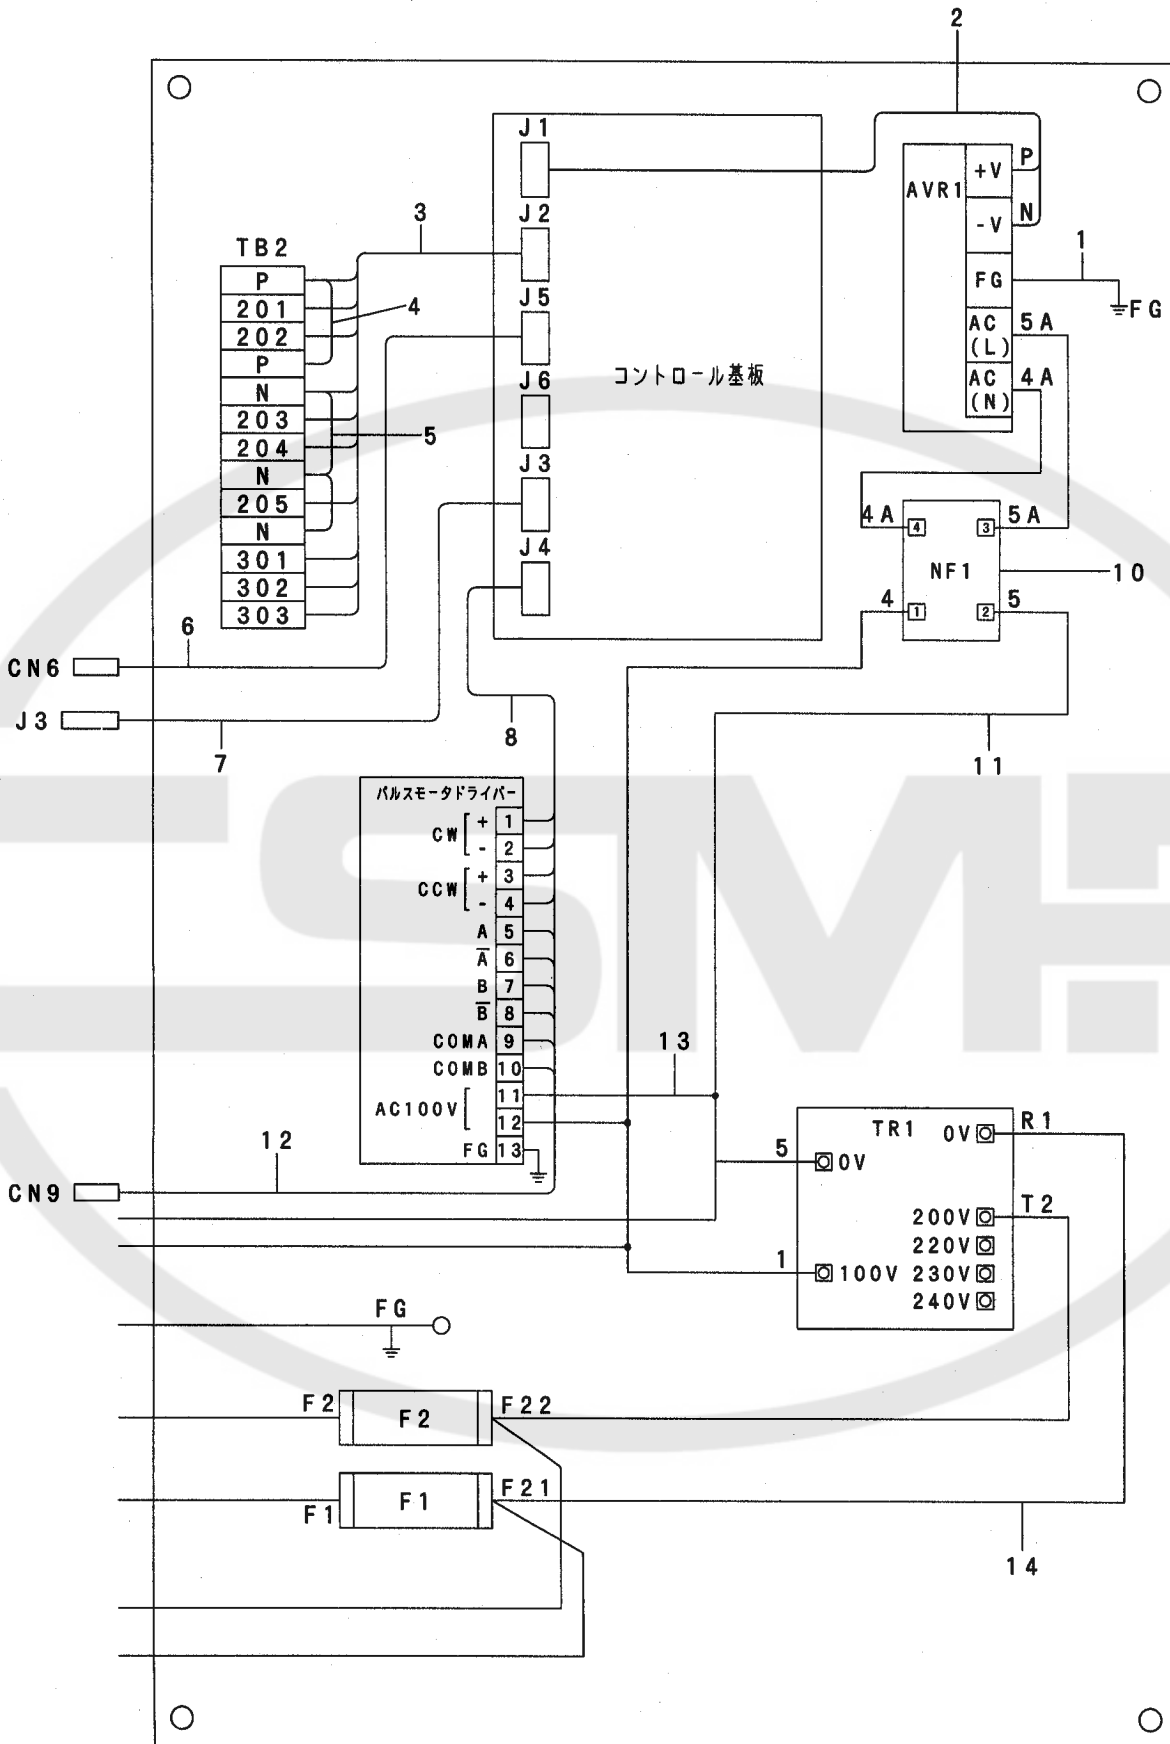 2
J1
P
+V
AVR1
J2
N
-V
3
1
TB2
FG
FG
P
J5
201
4
5A
AC
(L)
202
P
J6
コントロール基板
4A
AC
(N)
N
203
204
5
N
J3
205
4A
4
3
5A
N
J4
301
NF1
10
302
4
1
2
5
303
6
CN6
J3
8
7
11
パルスモータドライバー
CW
+
1
-
2
CCW
+
3
-
4
A 5
A̅ 6
B 7
B̅ 8
COMA 9
13
COMB 10
11
AC100V
12
TR1
0V
R1
12
FG 13
5
0V
CN9
200V
T2
220V
1
100V
230V
240V
FG
F2
F2
F22
F1
F1
F21
14
SM